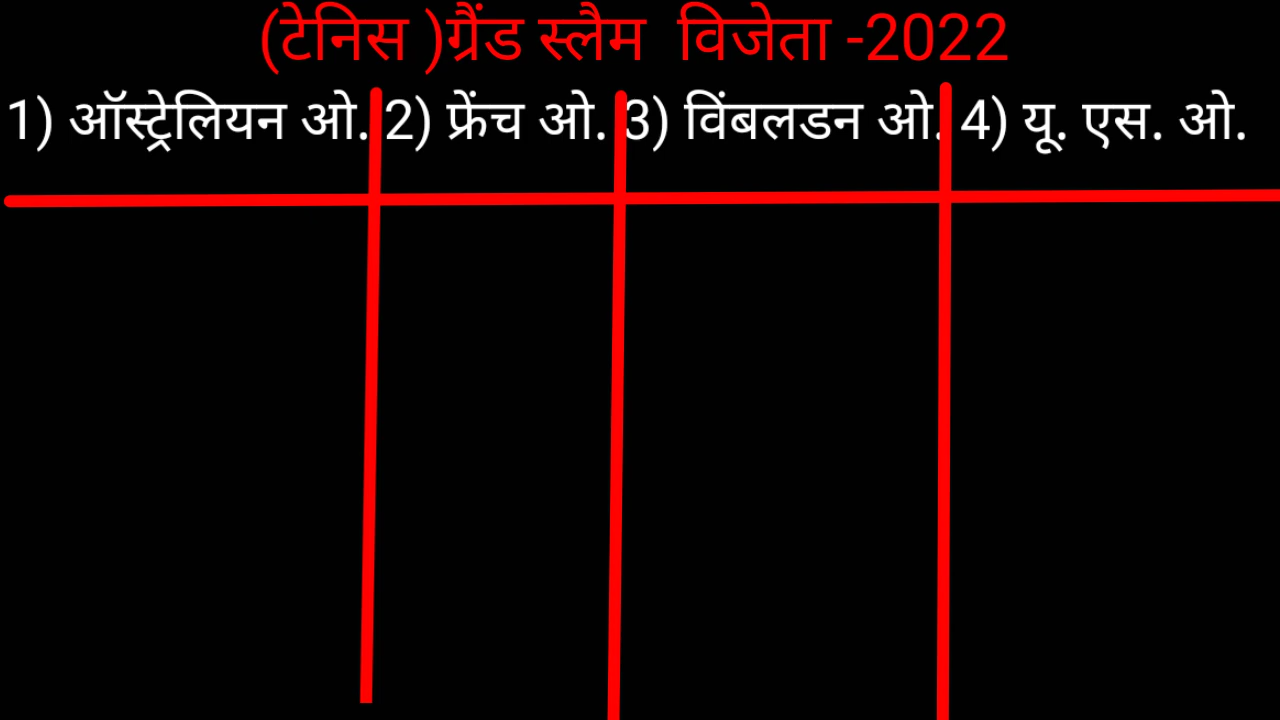 (टेनिस )ग्रैंड स्लैम विजेता -2022
1) ऑस्ट्रेलियन ओ. 2) फ्रेंच ओ. 3) विंबलडन ओ. 4) यू. एस. ओ.